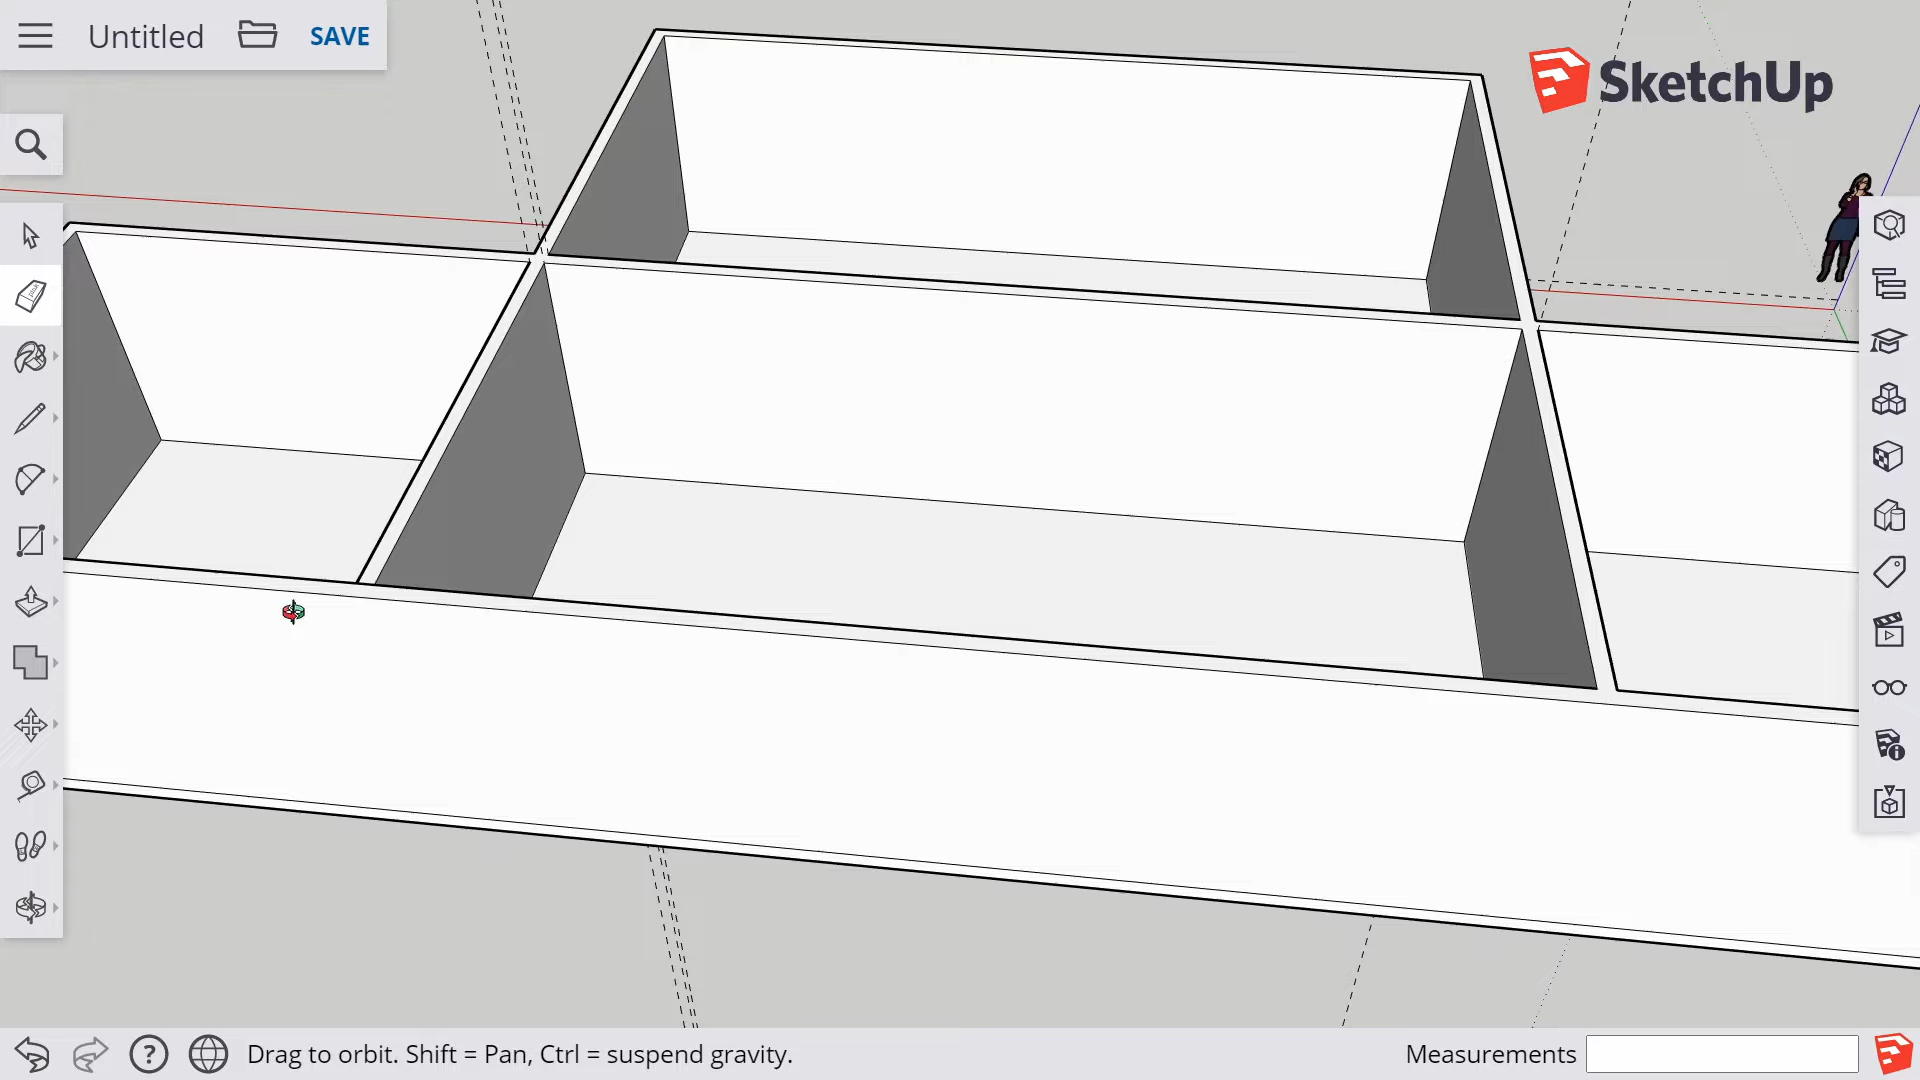 Untitled
SAVE
SketchUp
?
Drag to orbit. Shift = Pan, Ctrl = suspend gravity.
Measurements